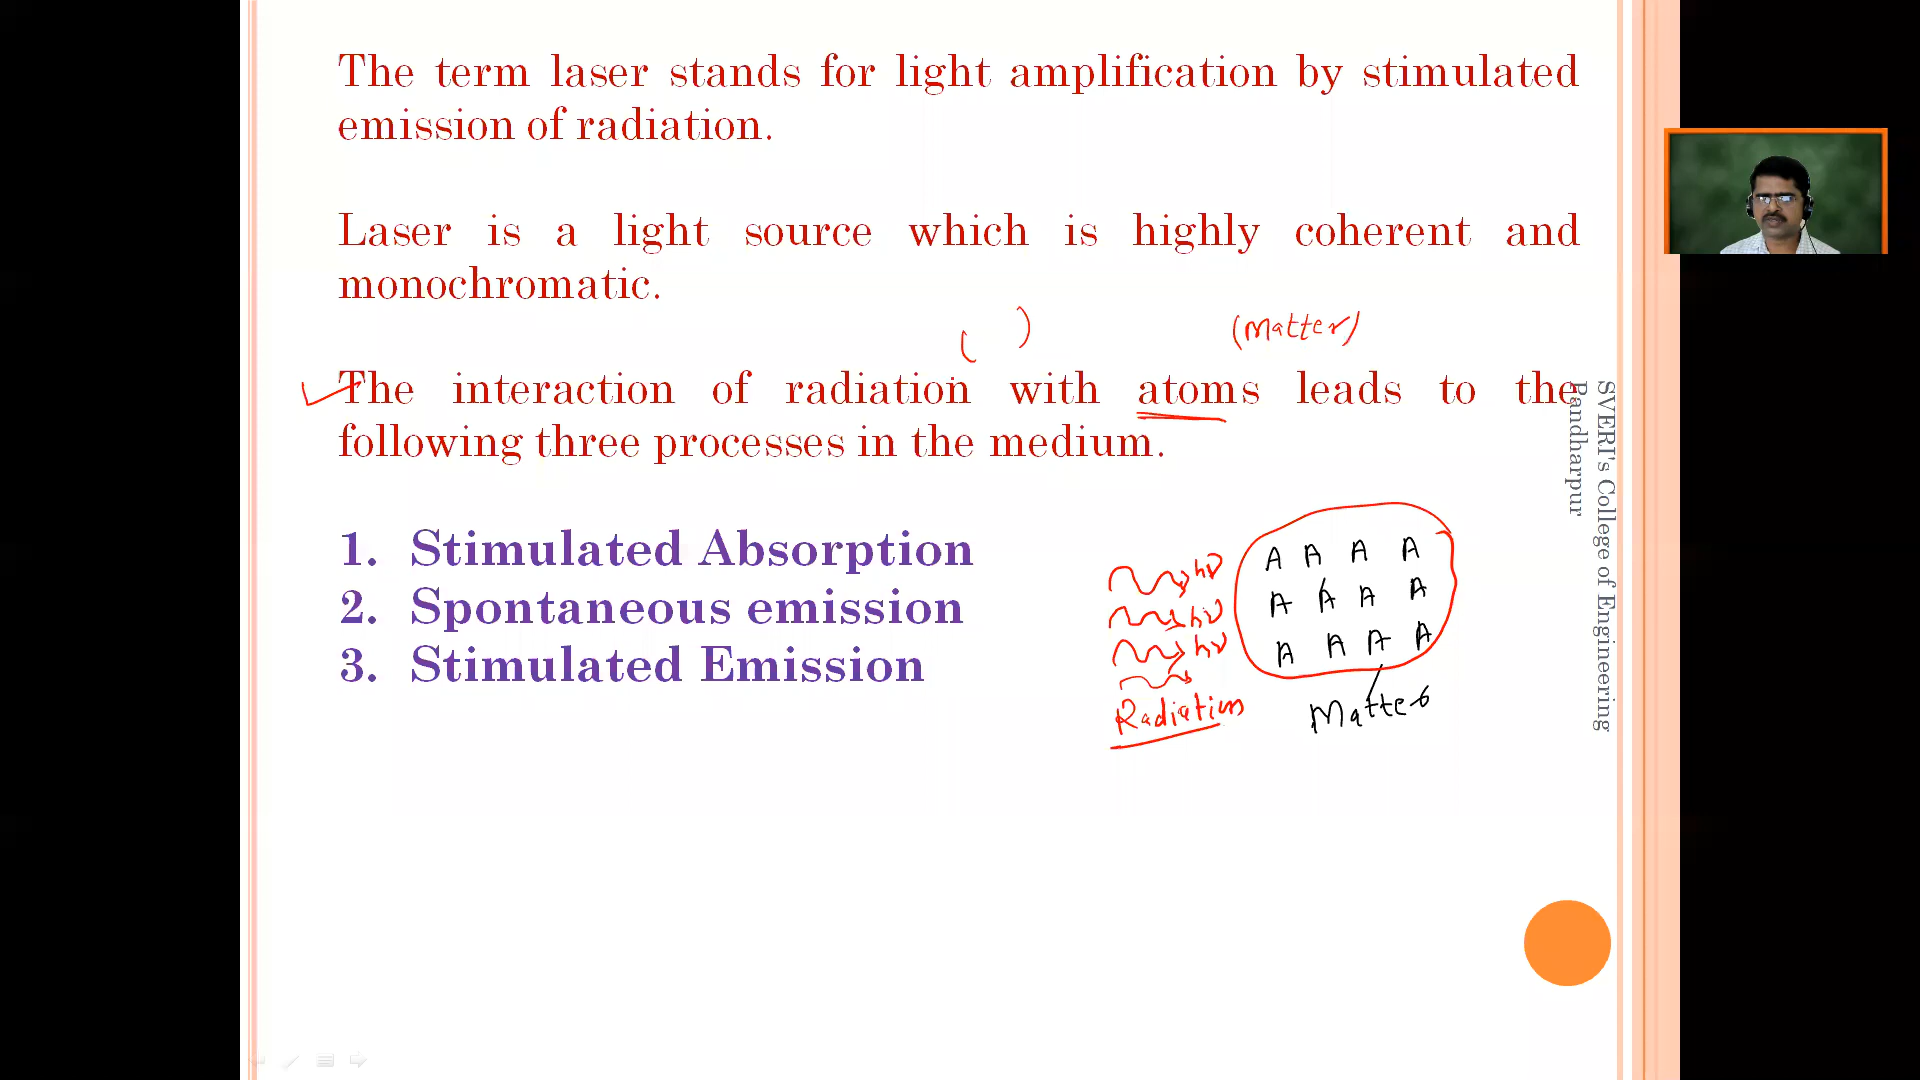 The term laser stands for light amplification by stimulated
emission of radiation.
Laser is a light source which is highly coherent and
monochromatic.
( ) (Matter)
The interaction of radiation with atoms leads to the
following three processes in the medium.
1. Stimulated Absorption
2. Spontaneous emission
3. Stimulated Emission
hν
hν
hν
A A A A
A A A A
A A A A
Radiation
Matter
SVERI's College of Engineering
Pandharpur